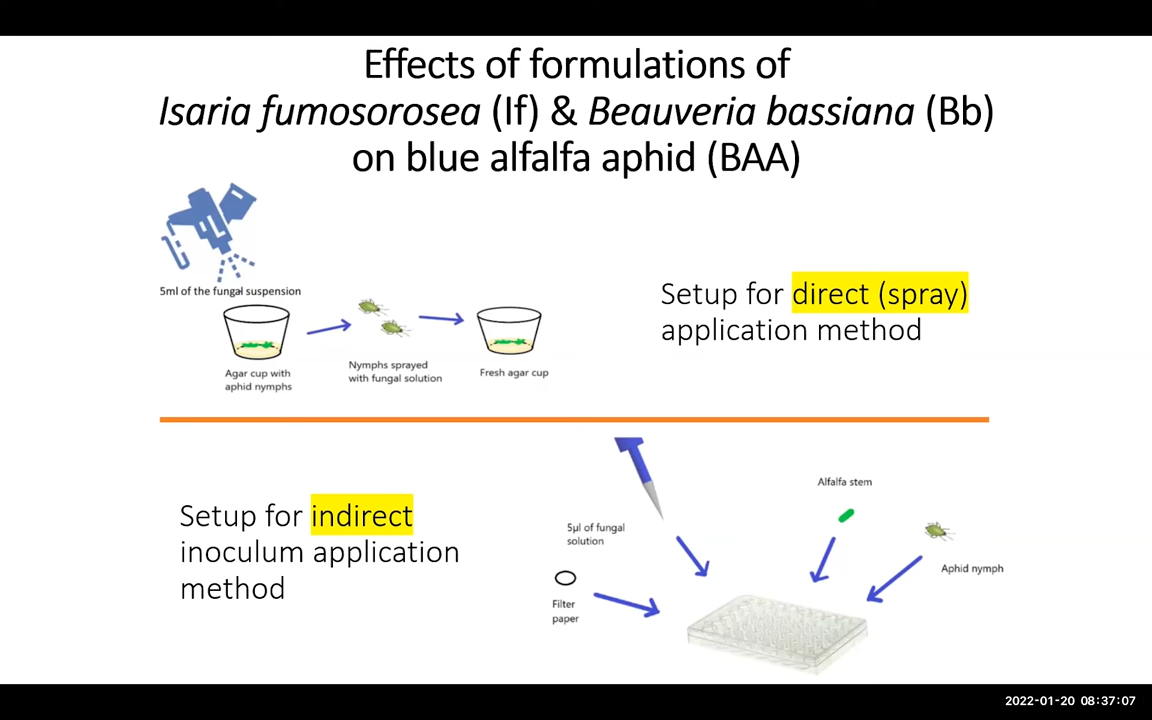 Effects of formulations of
Isaria fumosorosea (If) & Beauveria bassiana (Bb)
on blue alfalfa aphid (BAA)
5ml of the fungal suspension
Agar cup with
aphid nymphs
Nymphs sprayed
with fungal solution
Fresh agar cup
Setup for direct (spray)
application method
Setup for indirect
inoculum application
method
5µl of fungal
solution
Filter
paper
Alfalfa stem
Aphid nymph
2022-01-20 08:37:07